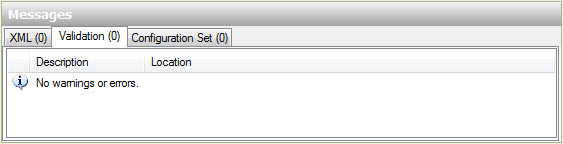 Messages
XML (0) Validation (0) Configuration Set (0)
Description Location
No warnings or errors.